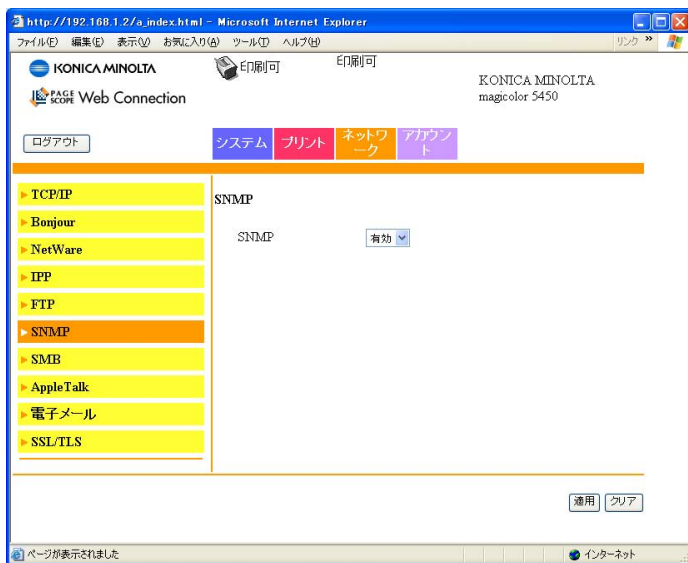 http://192.168.1.2/a_index.html - Microsoft Internet Explorer
ファイル(F) 編集(E) 表示(V) お気に入り(A) ツール(T) ヘルプ(H) リンク »
KONICA MINOLTA
印刷可
印刷可
KONICA MINOLTA
magicolor 5450
PAGE SCOPE Web Connection
ログアウト
システム
プリント
ネットワ
ーク
アカウン
ト
TCP/IP
Bonjour
NetWare
IPP
FTP
SNMP
SMB
AppleTalk
電子メール
SSL/TLS
SNMP
SNMP 有効
適用 クリア
ページが表示されました インターネット